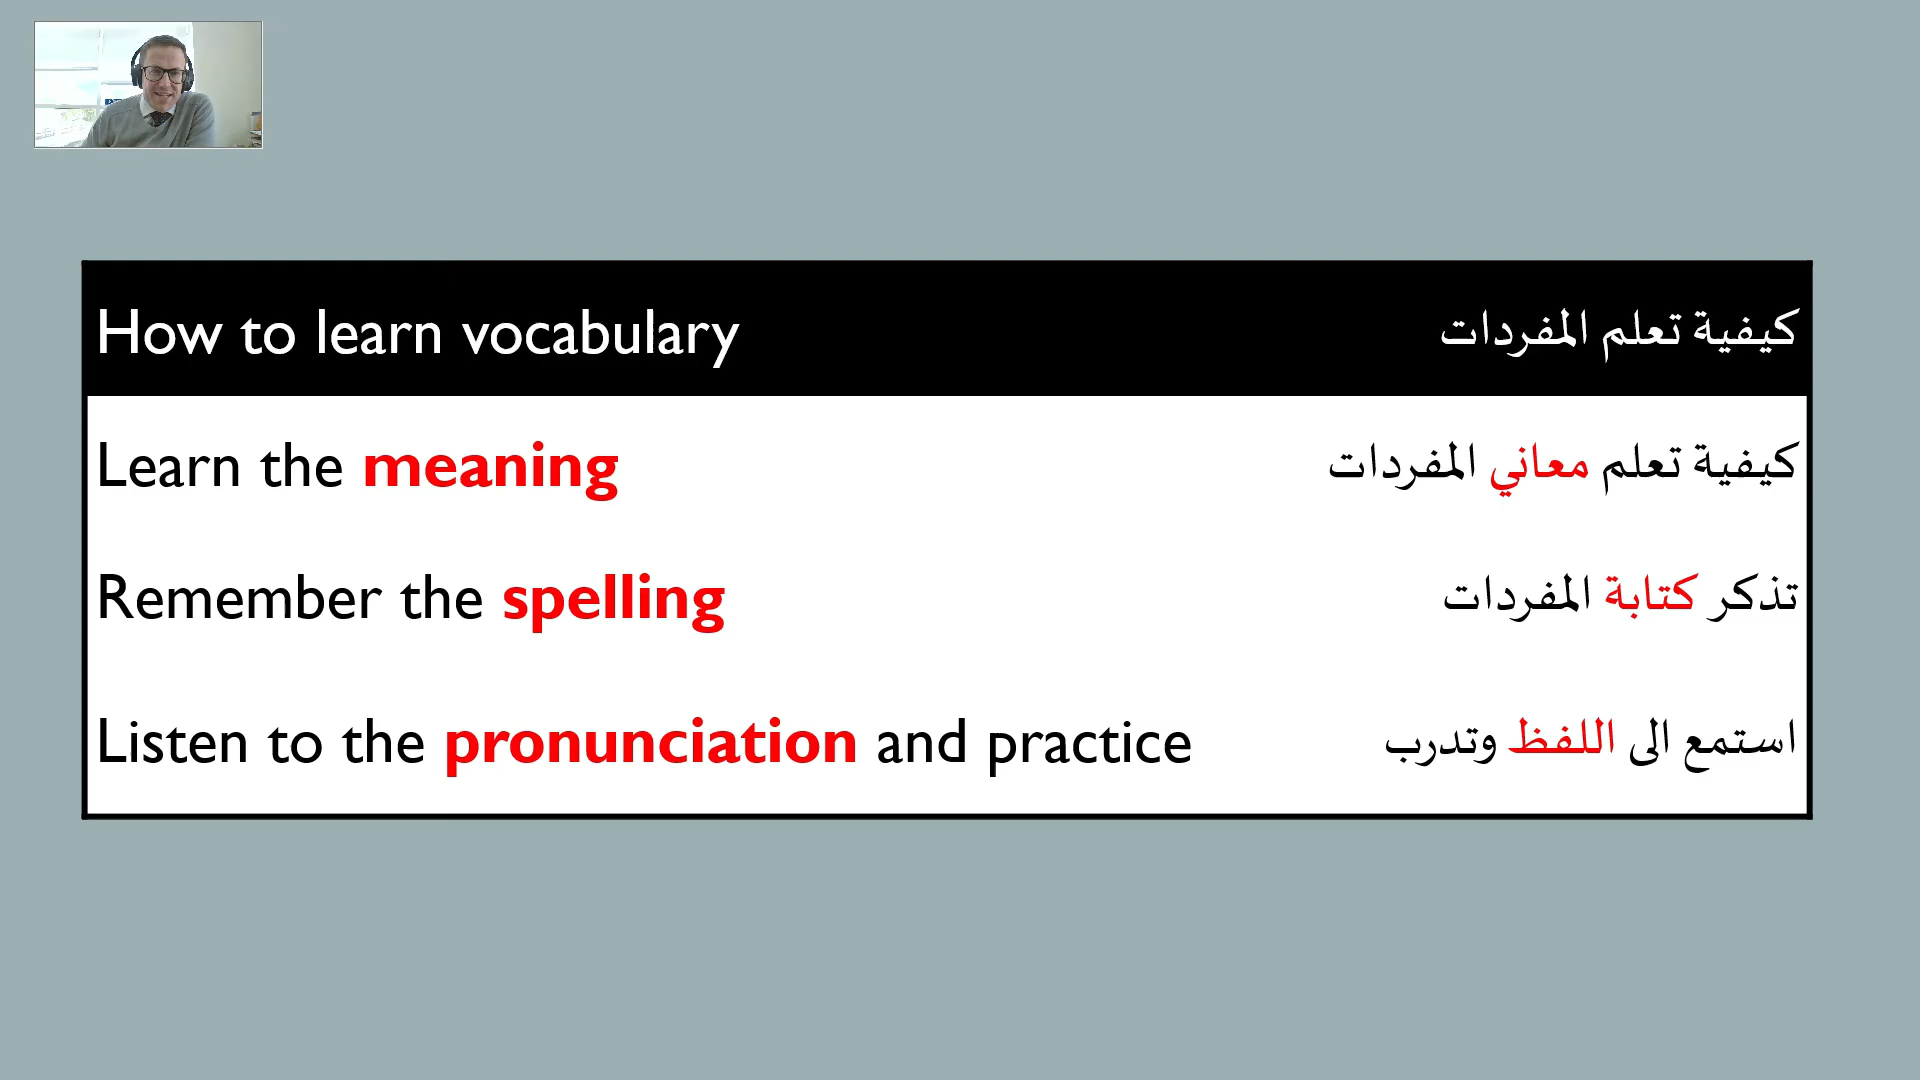 How to learn vocabulary
كيفية تعلم المفردات
Learn the meaning
كيفية تعلم معاني المفردات
Remember the spelling
تذكر كتابة المفردات
Listen to the pronunciation and practice
استمع الى اللفظ وتدرب